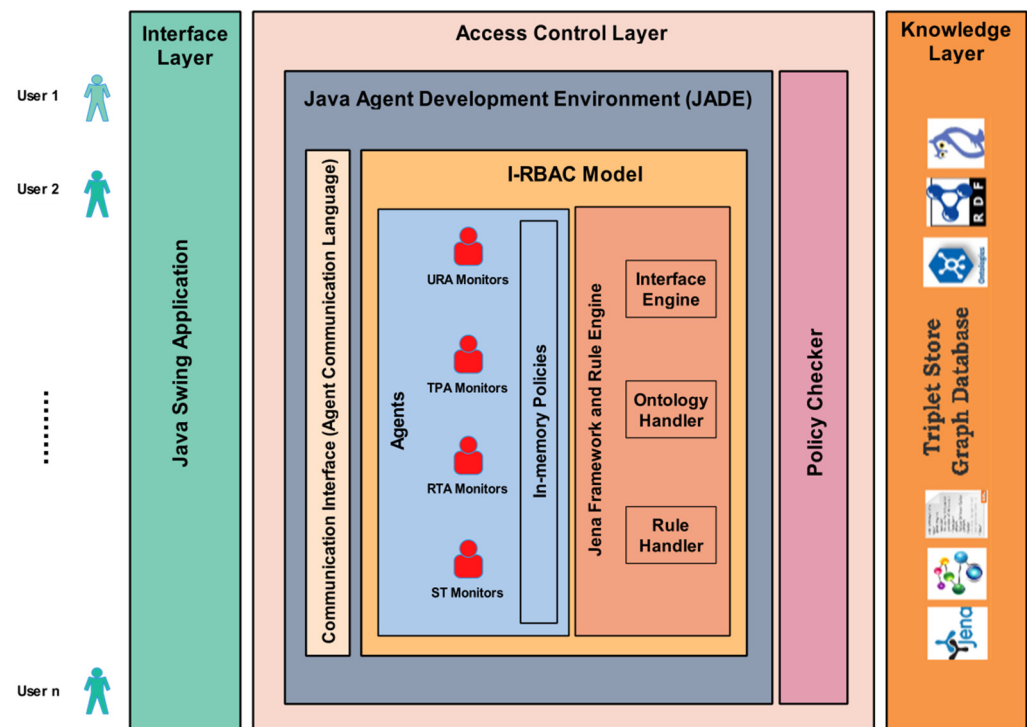 Interface
Layer
Access Control Layer
Knowledge
Layer
User 1
User 2
User n
Java Swing Application
Java Agent Development Environment (JADE)
Communication Interface (Agent Communication Language)
I-RBAC Model
Agents
URA Monitors
TPA Monitors
RTA Monitors
ST Monitors
In-memory Policies
Jena Framework and Rule Engine
Interface
Engine
Ontology
Handler
Rule
Handler
Policy Checker
RDF
Ontologies
Triplet Store
Graph Database
Jena